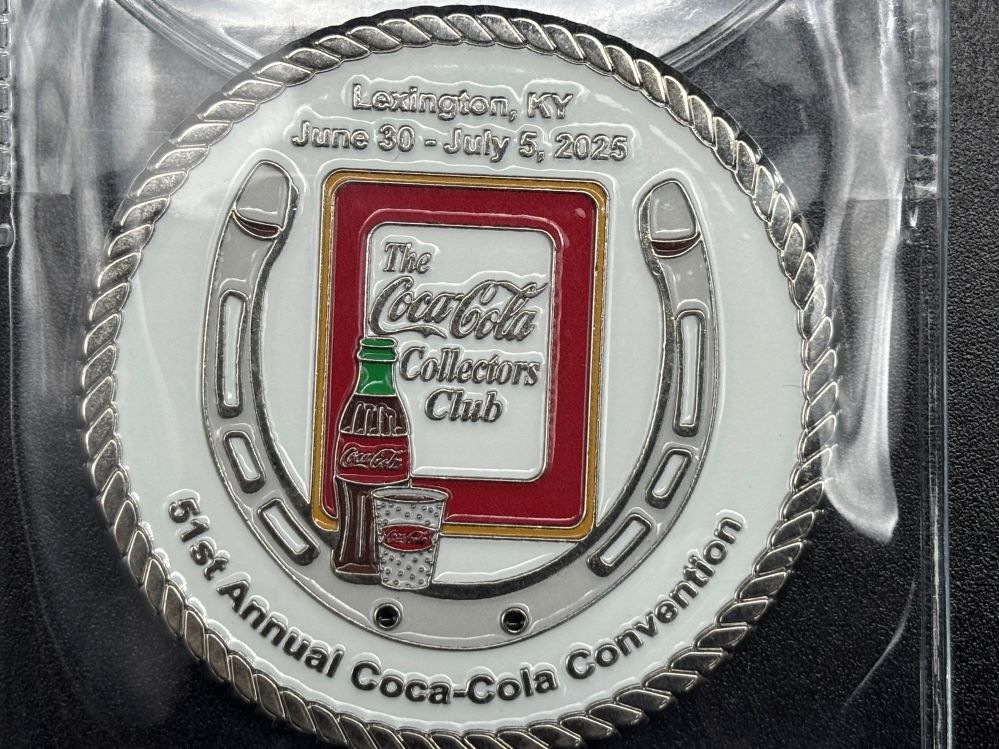 Lexington, KY
June 30 - July 5, 2025
The
Coca-Cola
Collectors
Club
Coca-Cola
Coca-Cola
51st Annual Coca-Cola Convention